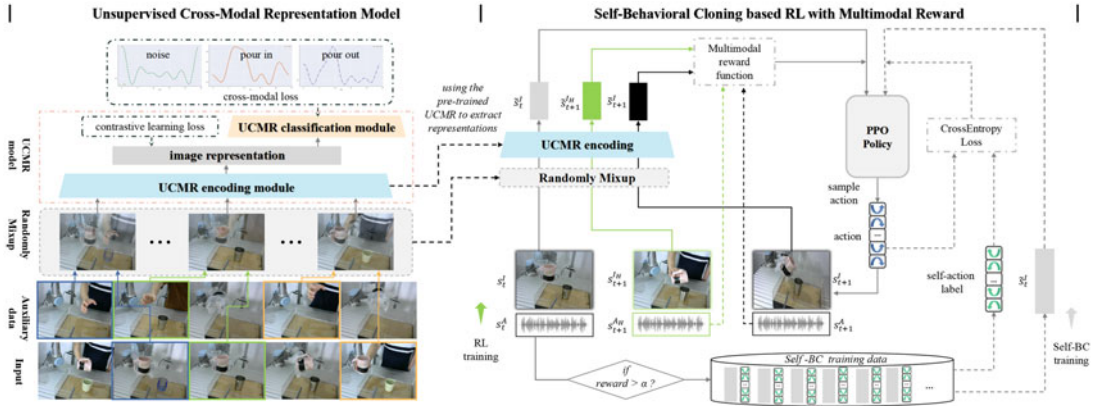 Unsupervised Cross-Modal Representation Model
Self-Behavioral Cloning based RL with Multimodal Reward
noise
pour in
pour out
cross-modal loss
contrastive learning loss
UCMR classification module
image representation
UCMR encoding module
UCMR
model
Randomly
Mixup
Auxiliary
data
Input
using the
pre-trained
UCMR to extract
representations
Multimodal
reward
function
UCMR encoding
Randomly Mixup
PPO
Policy
CrossEntropy
Loss
sample
action
action
self-action
label
RL
training
if
reward > α ?
Self -BC training data
Self-BC
training